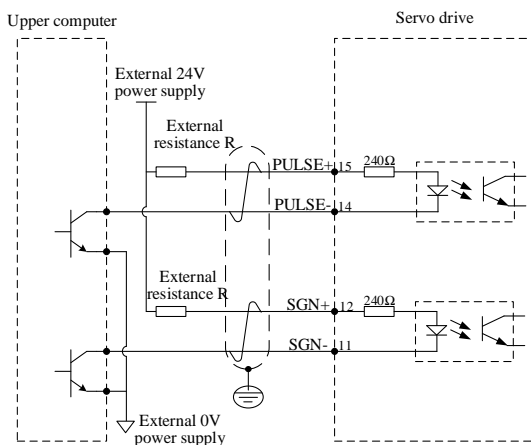 Upper computer
Servo drive
External 24V
power supply
External
resistance R
PULSE+
15
240Ω
PULSE-
14
External
resistance R
SGN+
12
240Ω
SGN-
11
External 0V
power supply